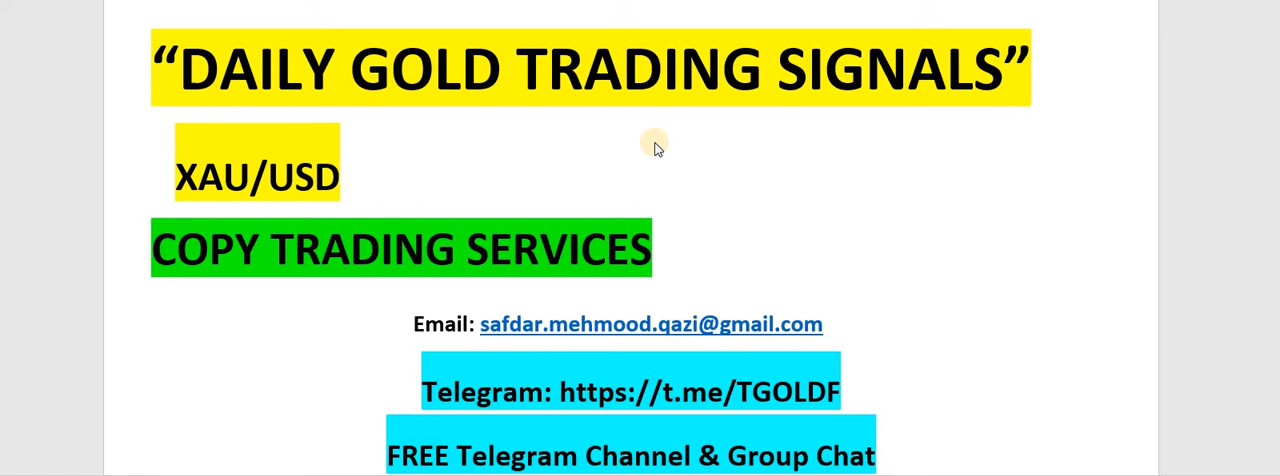 “DAILY GOLD TRADING SIGNALS”
XAU/USD
COPY TRADING SERVICES
Email: safdar.mehmood.qazi@gmail.com
Telegram: https://t.me/TGOLDF
FREE Telegram Channel & Group Chat